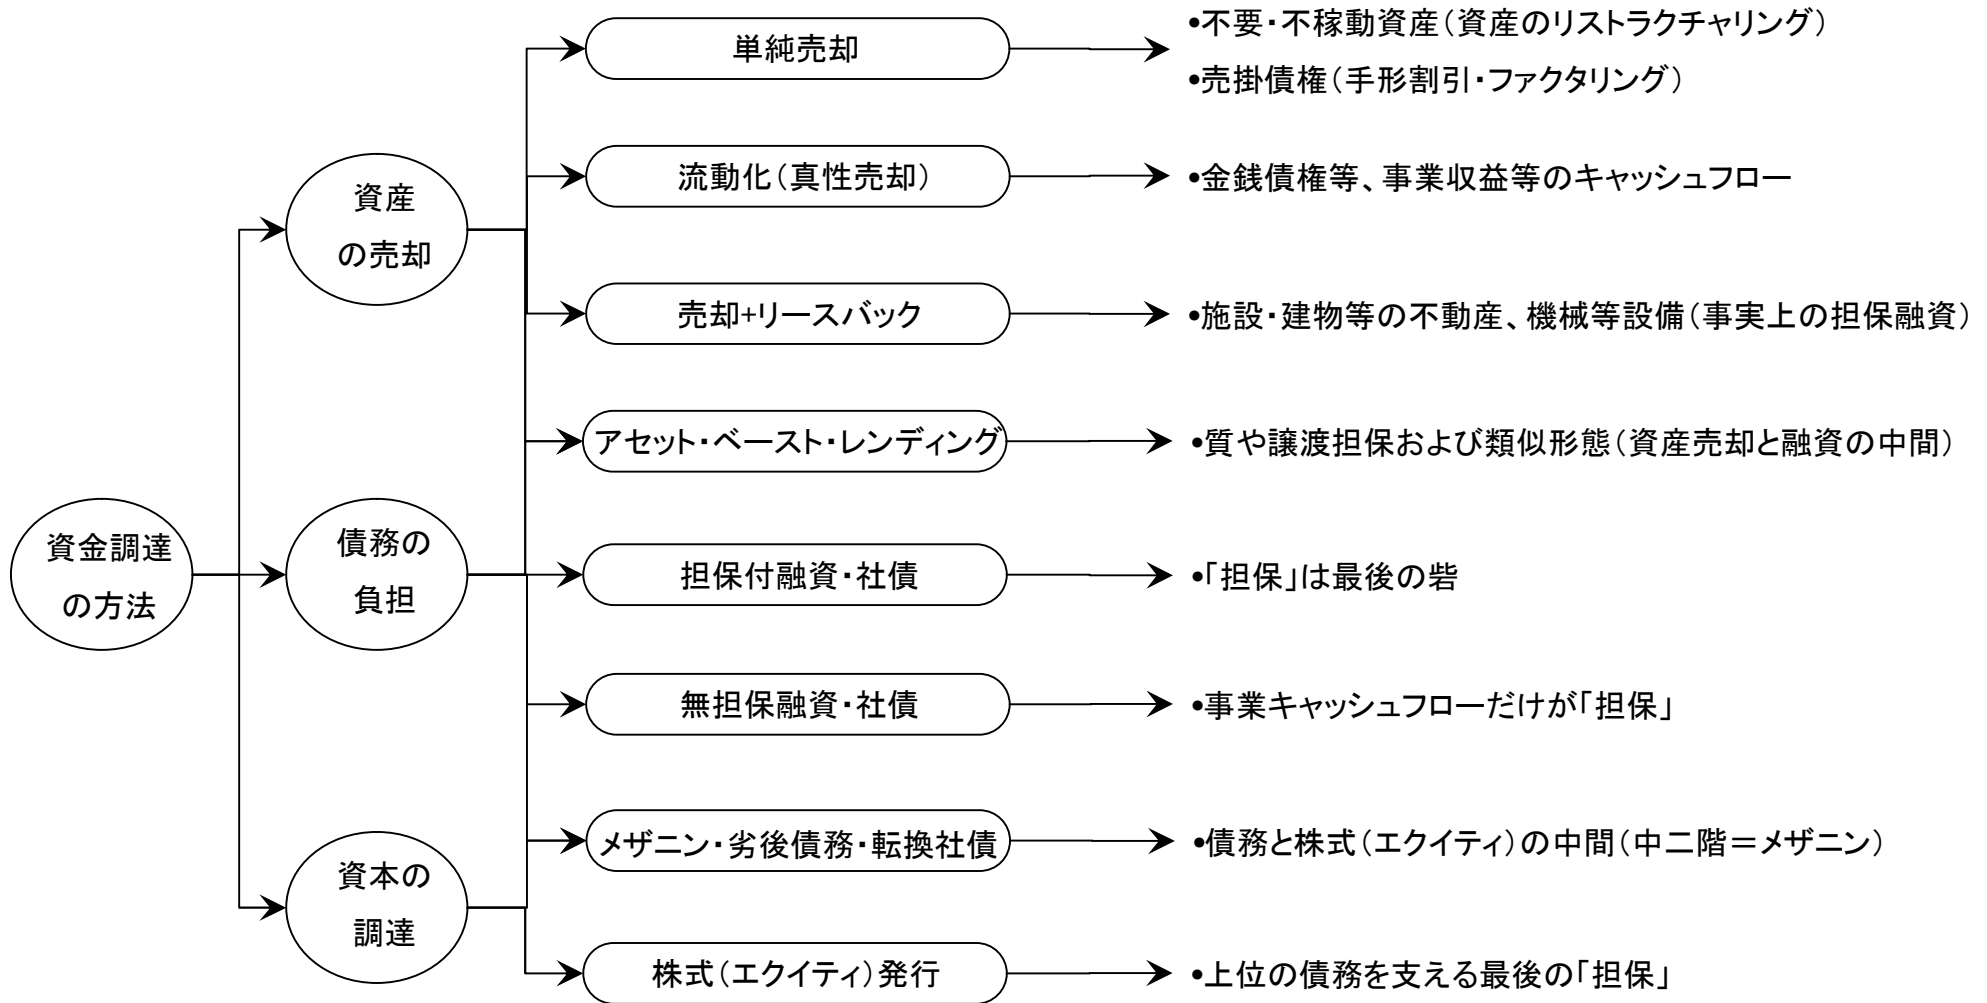 資金調達
の方法
資産
の売却
債務の
負担
資本の
調達
単純売却
•不要・不稼動資産（資産のリストラクチャリング）
•売掛債権（手形割引・ファクタリング）
流動化（真性売却）
•金銭債権等、事業収益等のキャッシュフロー
売却+リースバック
•施設・建物等の不動産、機械等設備（事実上の担保融資）
アセット・ベースト・レンディング
•質や譲渡担保および類似形態（資産売却と融資の中間）
担保付融資・社債
•「担保」は最後の砦
無担保融資・社債
•事業キャッシュフローだけが「担保」
メザニン・劣後債務・転換社債
•債務と株式（エクイティ）の中間（中二階＝メザニン）
株式（エクイティ）発行
•上位の債務を支える最後の「担保」